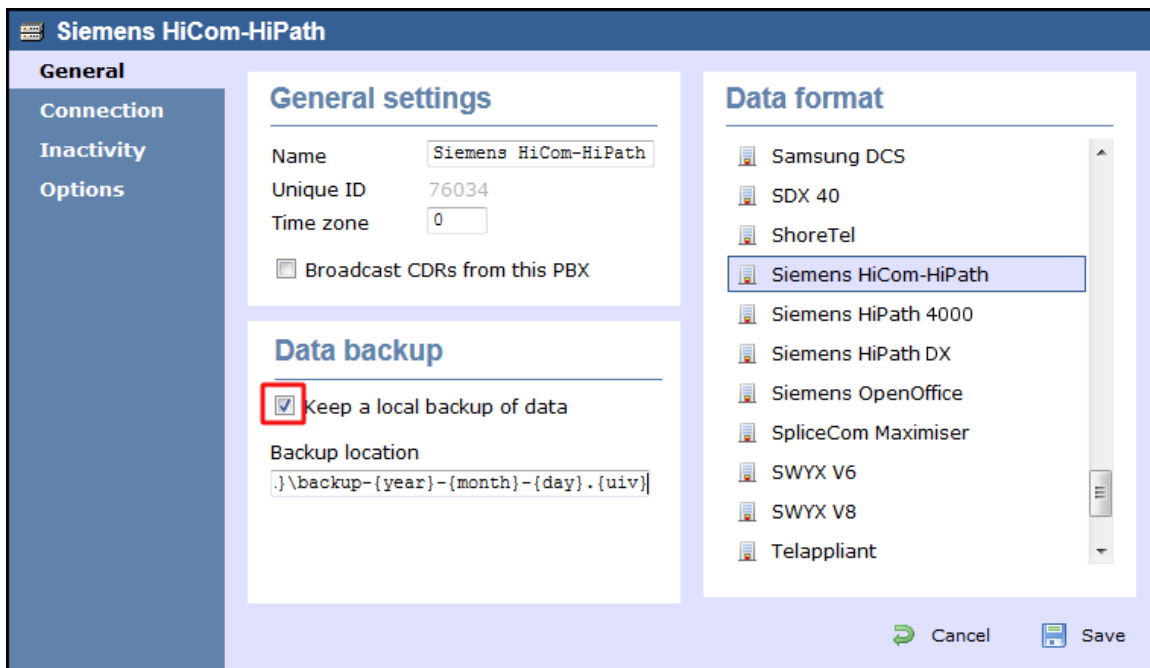 Siemens HiCom-HiPath
General
Connection
Inactivity
Options
General settings
Name Siemens HiCom-HiPath
Unique ID 76034
Time zone 0
Broadcast CDRs from this PBX
Data backup
Keep a local backup of data
Backup location
.}\backup-{year}-{month}-{day}.{uiv}
Data format
Samsung DCS
SDX 40
ShoreTel
Siemens HiCom-HiPath
Siemens HiPath 4000
Siemens HiPath DX
Siemens OpenOffice
SpliceCom Maximiser
SWYX V6
SWYX V8
Telappliant
Cancel Save